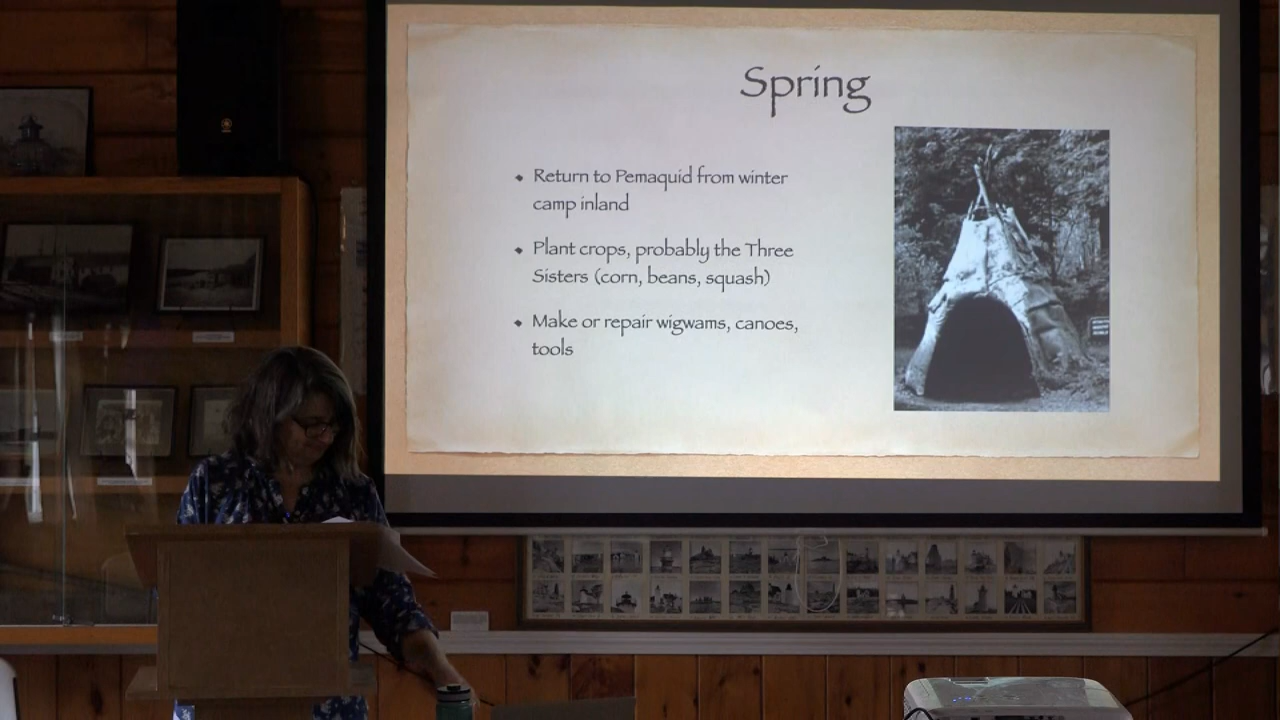 Spring
Return to Pemaquid from winter
camp inland
Plant crops, probably the Three
Sisters (corn, beans, squash)
Make or repair wigwams, canoes,
tools